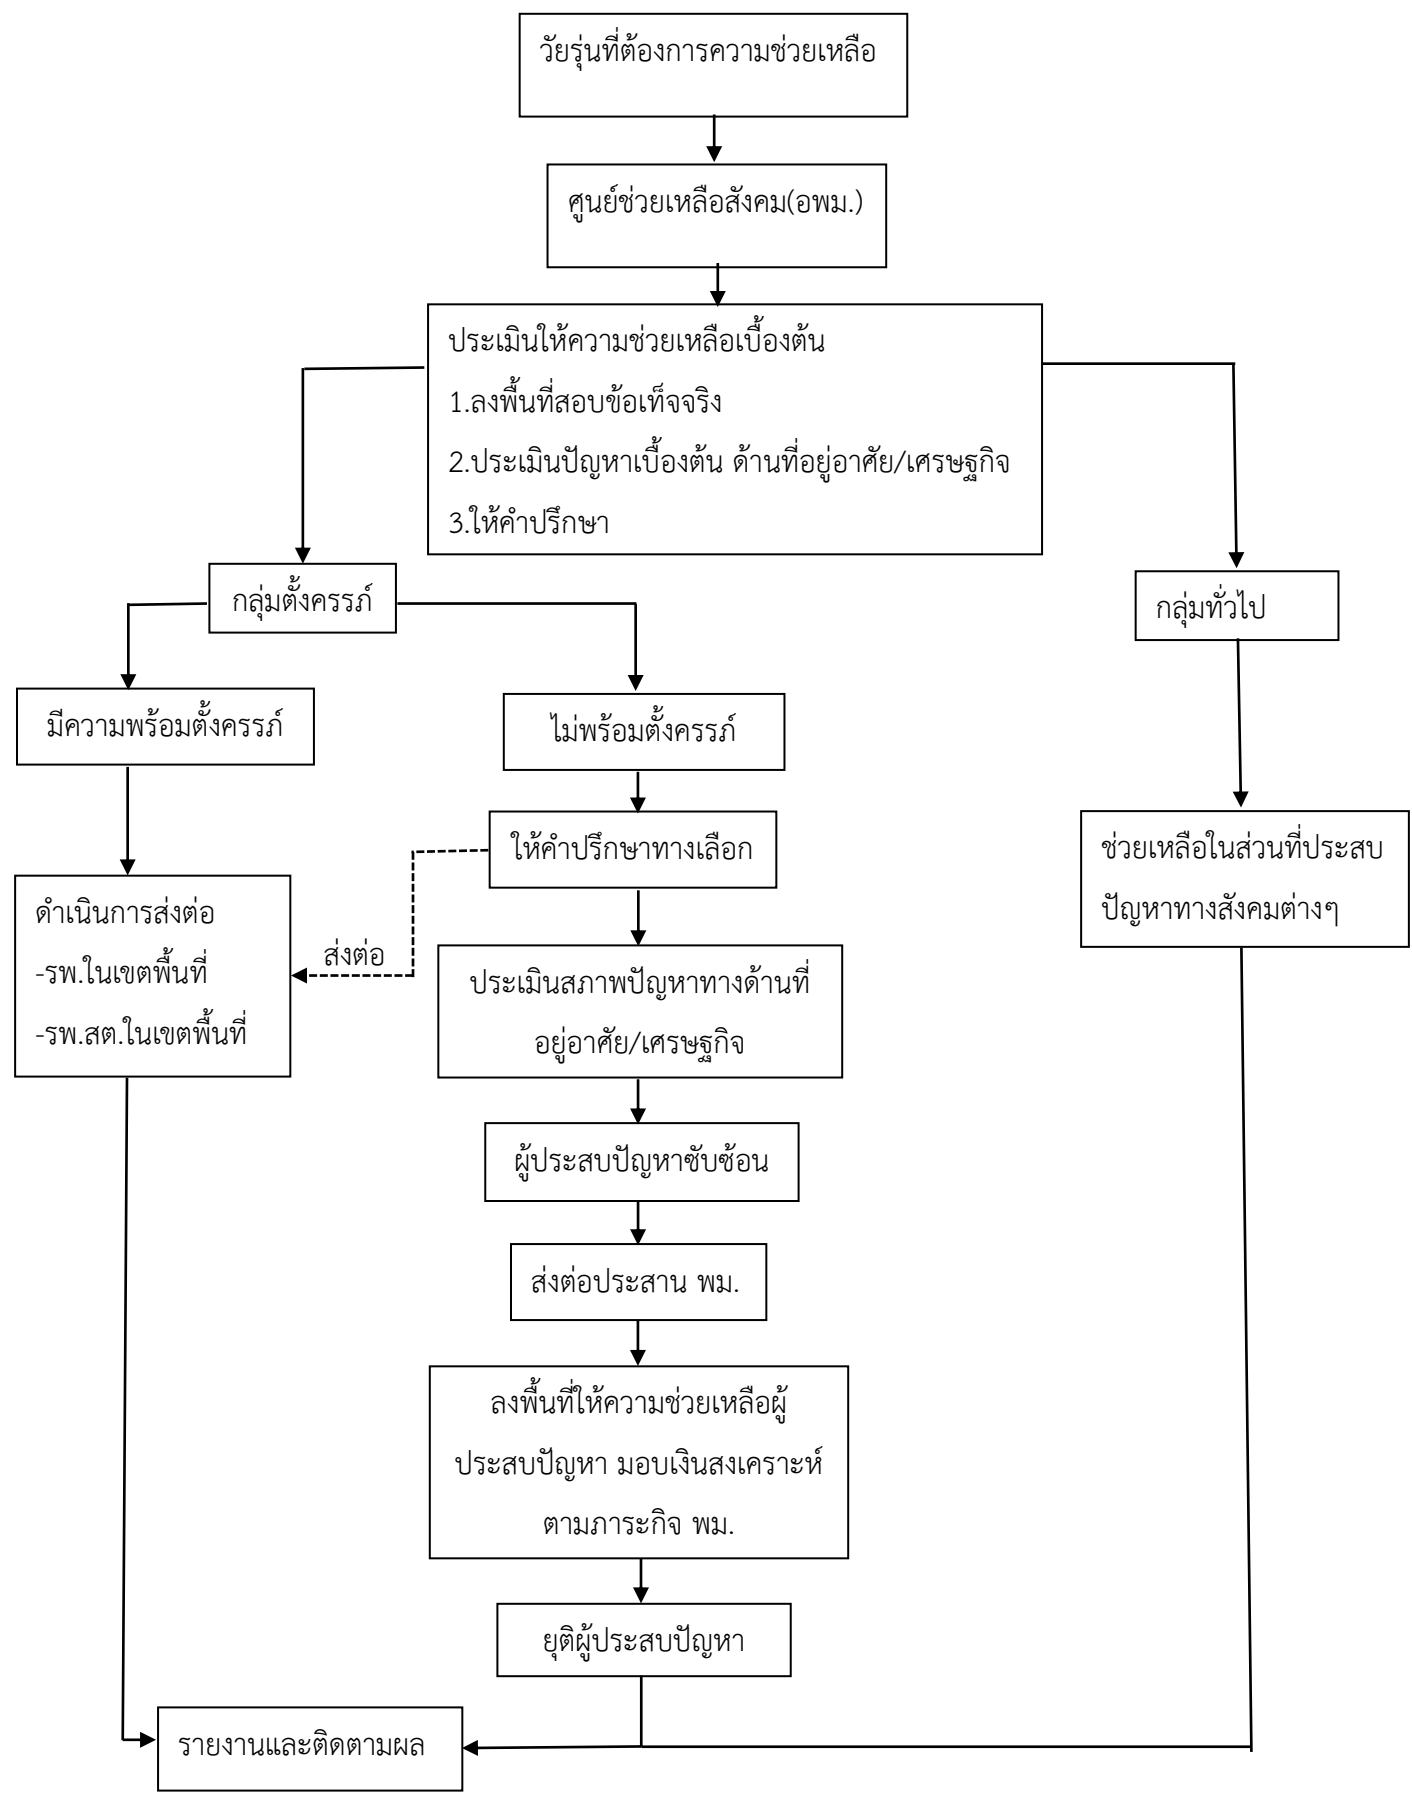 วัยรุ่นที่ต้องการความช่วยเหลือ
ศูนย์ช่วยเหลือสังคม(อพม.)
ประเมินให้ความช่วยเหลือเบื้องต้น
1.ลงพื้นที่สอบข้อเท็จจริง
2.ประเมินปัญหาเบื้องต้น ด้านที่อยู่อาศัย/เศรษฐกิจ
3.ให้คำปรึกษา
กลุ่มตั้งครรภ์
กลุ่มทั่วไป
มีความพร้อมตั้งครรภ์
ไม่พร้อมตั้งครรภ์
ให้คำปรึกษาทางเลือก
ช่วยเหลือในส่วนที่ประสบ
ปัญหาทางสังคมต่างๆ
ดำเนินการส่งต่อ
-รพ.ในเขตพื้นที่
-รพ.สต.ในเขตพื้นที่
ส่งต่อ
ประเมินสภาพปัญหาทางด้านที่
อยู่อาศัย/เศรษฐกิจ
ผู้ประสบปัญหาซับซ้อน
ส่งต่อประสาน พม.
ลงพื้นที่ให้ความช่วยเหลือผู้
ประสบปัญหา มอบเงินสงเคราะห์
ตามภาระกิจ พม.
ยุติผู้ประสบปัญหา
รายงานและติดตามผล